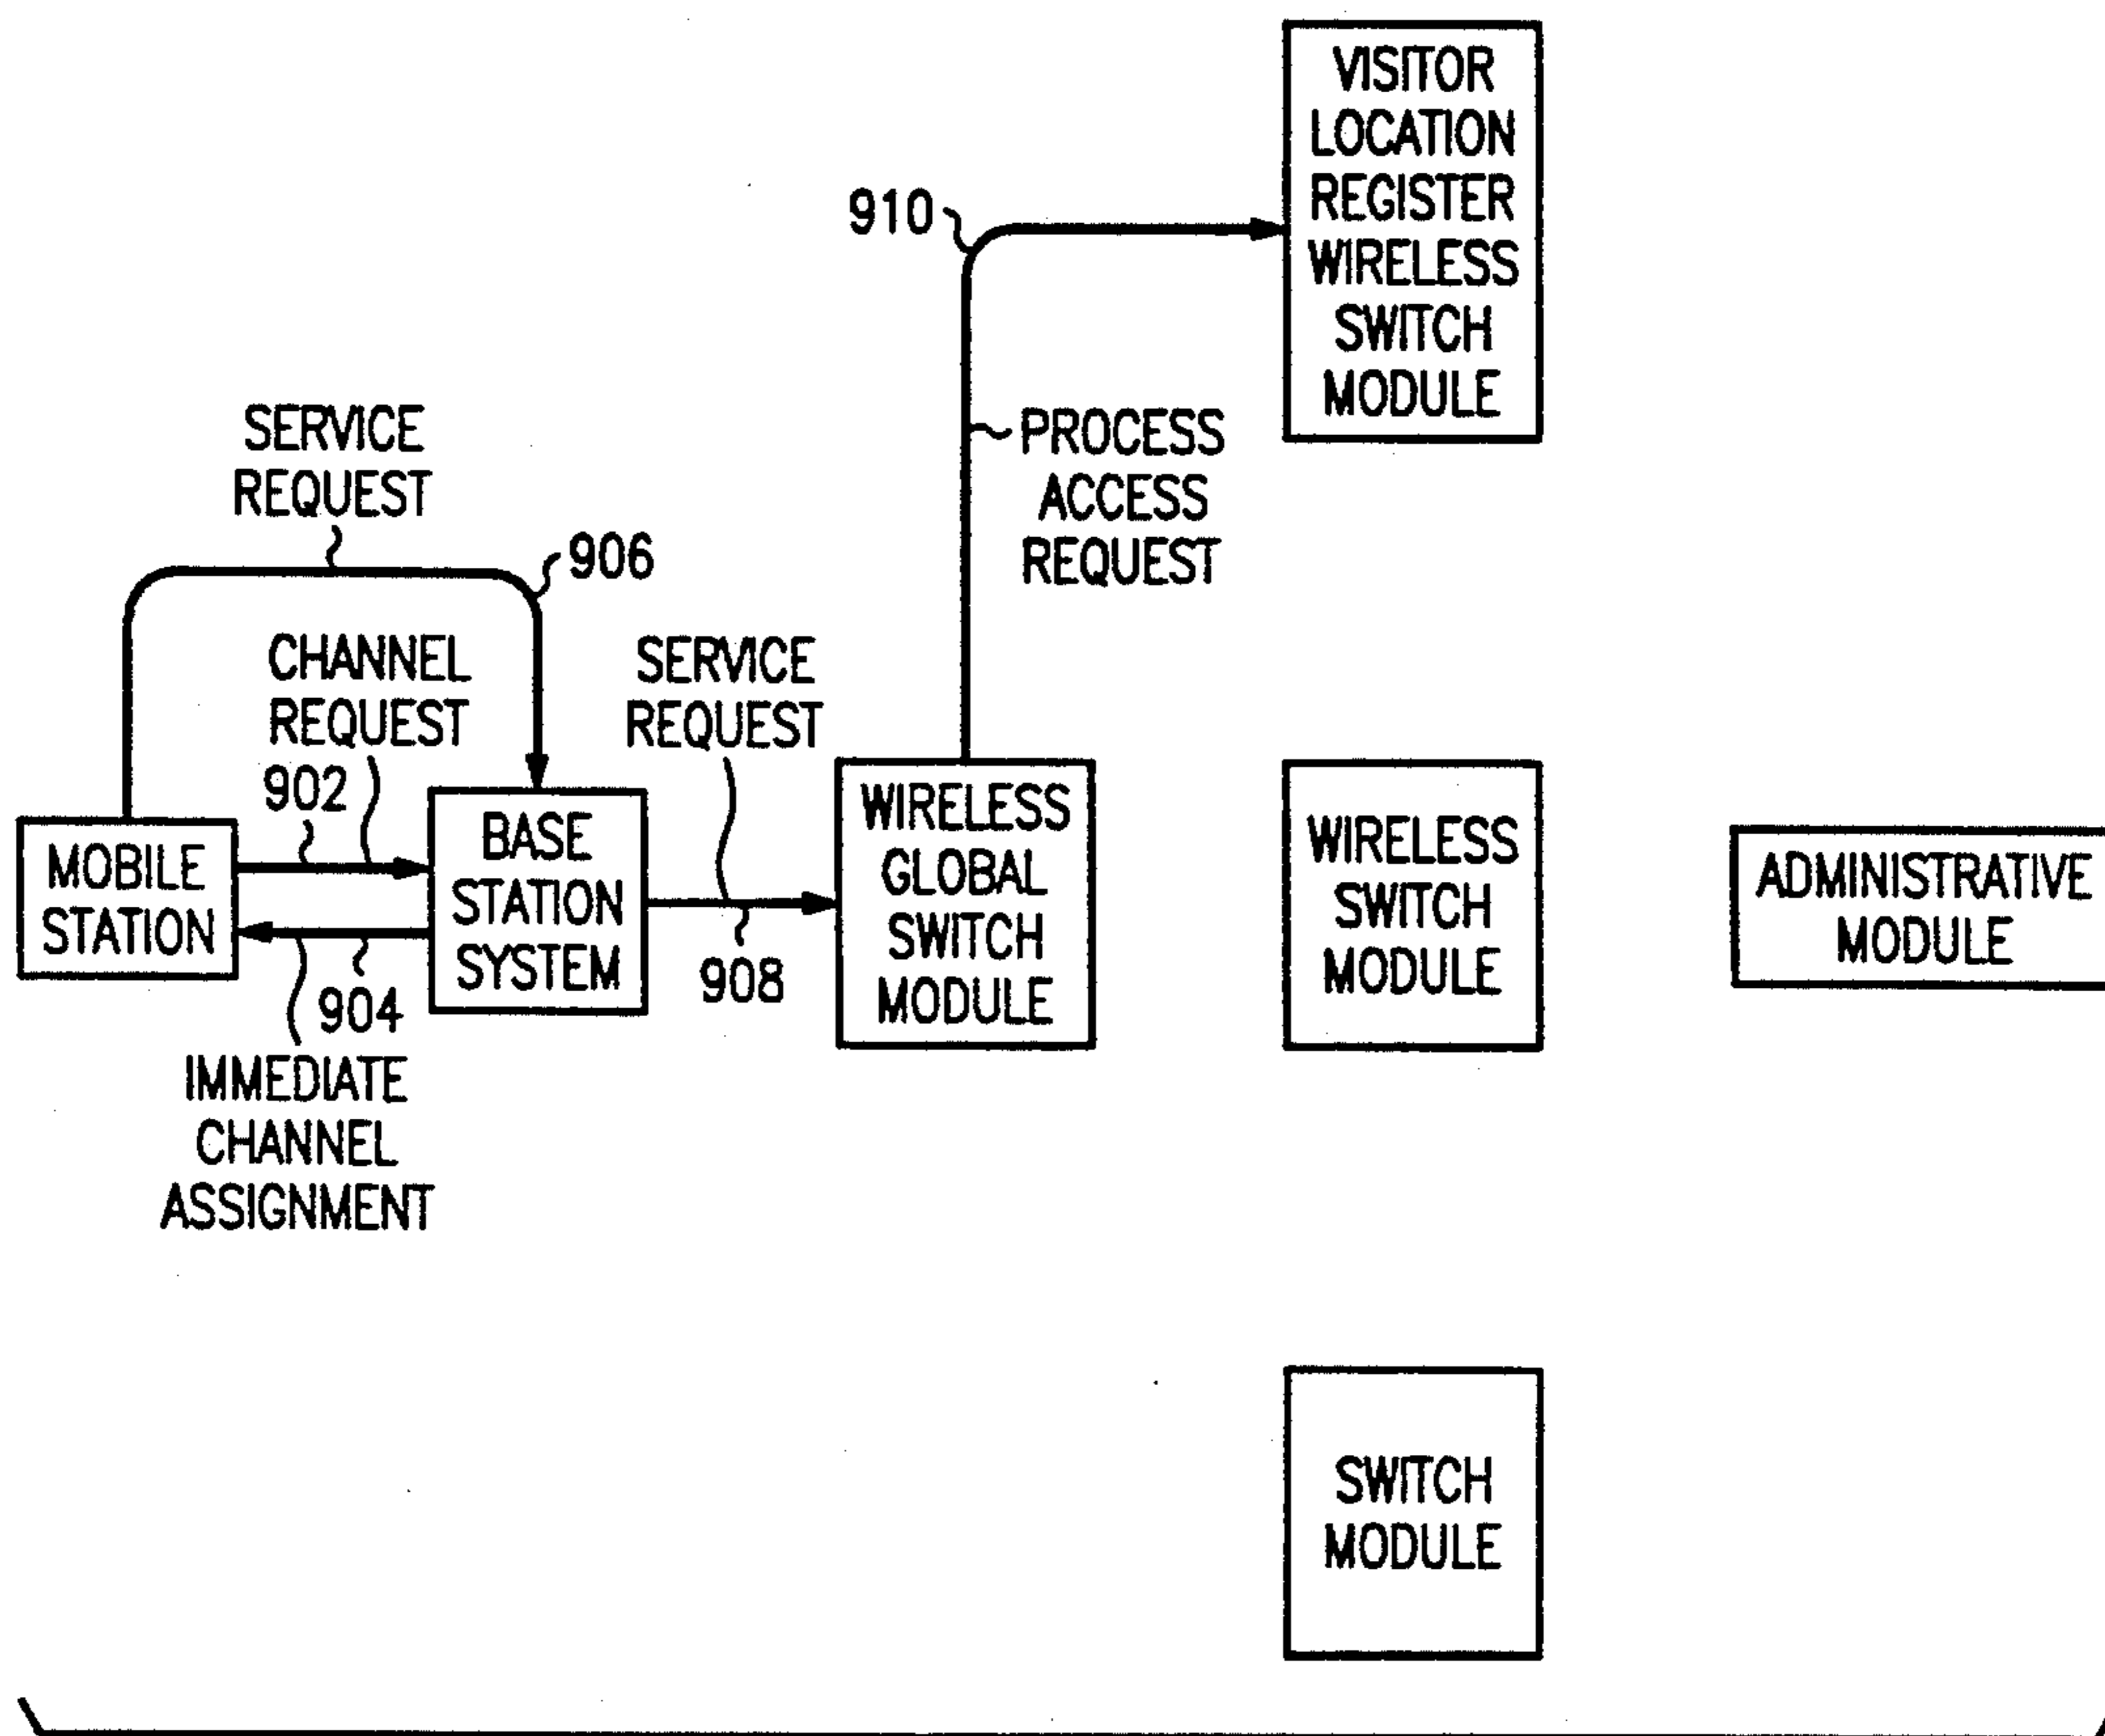 VISITOR
LOCATION
REGISTER
WIRELESS
SWITCH
MODULE
910
PROCESS
ACCESS
REQUEST
SERVICE
REQUEST
906
CHANNEL
REQUEST
902
SERVICE
REQUEST
MOBILE
STATION
BASE
STATION
SYSTEM
904
IMMEDIATE
CHANNEL
ASSIGNMENT
908
WIRELESS
GLOBAL
SWITCH
MODULE
WIRELESS
SWITCH
MODULE
ADMINISTRATIVE
MODULE
SWITCH
MODULE